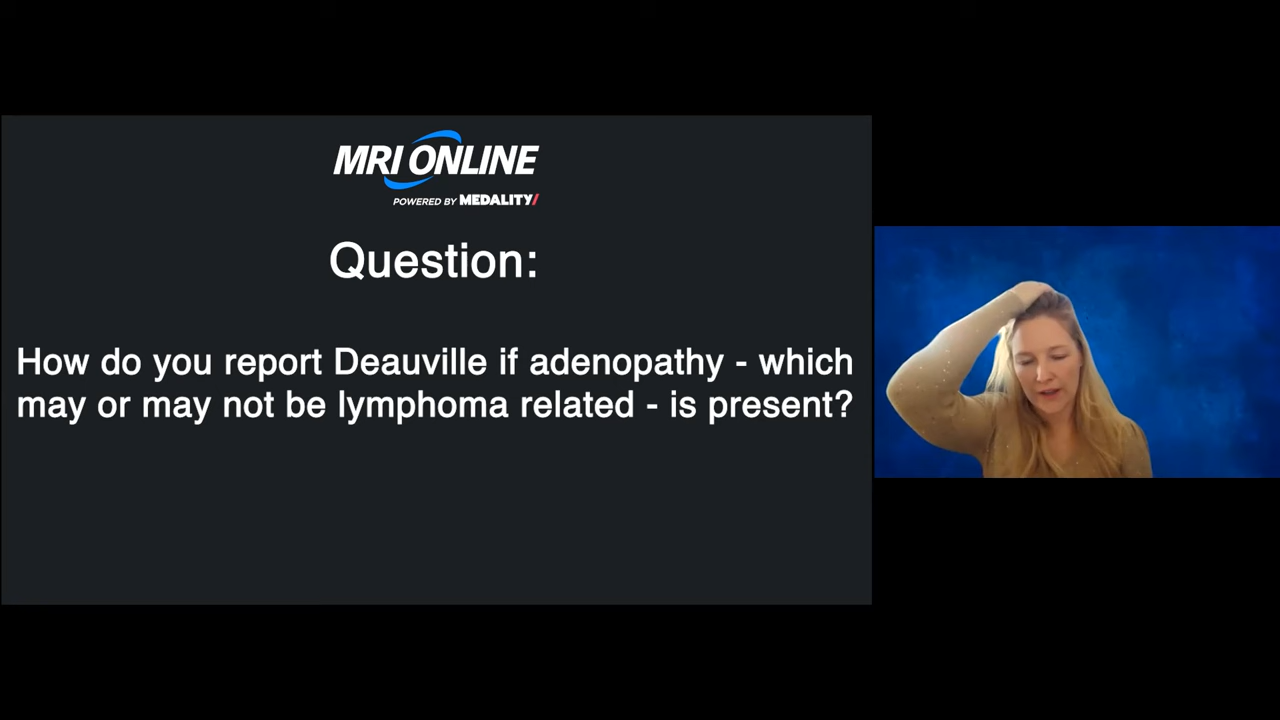 MRI ONLINE
POWERED BY MEDALITY/
Question:
How do you report Deauville if adenopathy - which
may or may not be lymphoma related - is present?